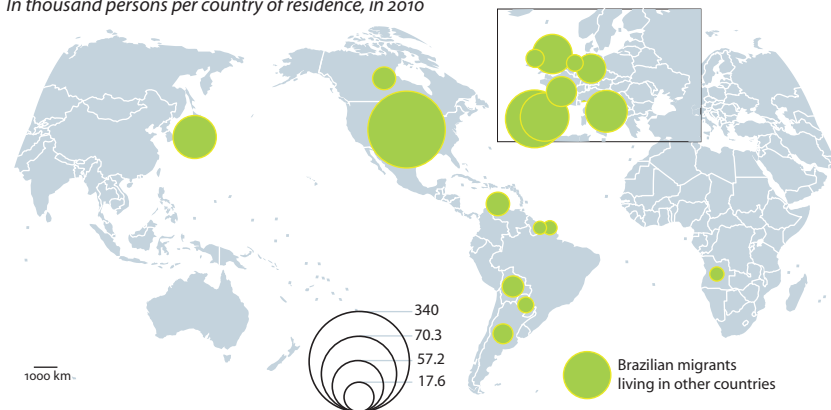 In thousand persons per country of residence, in 2010
340
70.3
57.2
17.6
1000 km
Brazilian migrants
living in other countries